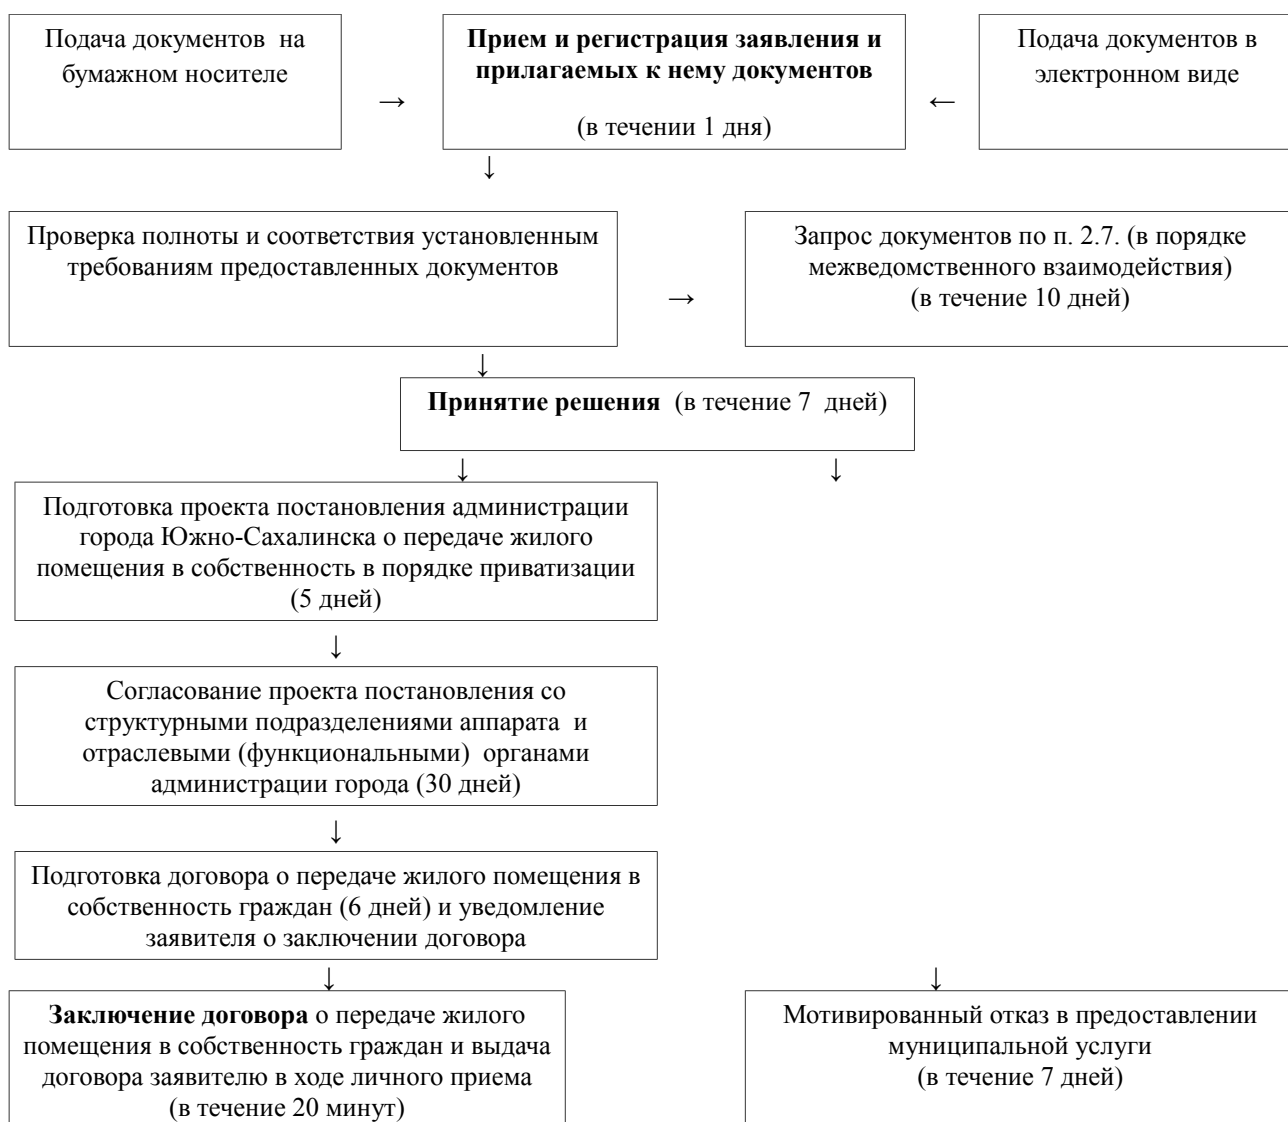 Подача документов на
бумажном носителе
→
Прием и регистрация заявления и
прилагаемых к нему документов
(в течении 1 дня)
←
Подача документов в
электронном виде
↓
Проверка полноты и соответствия установленным
требованиям предоставленных документов
→
Запрос документов по п. 2.7. (в порядке
межведомственного взаимодействия)
(в течение 10 дней)
↓
Принятие решения (в течение 7 дней)
↓ ↓
Подготовка проекта постановления администрации
города Южно-Сахалинска о передаче жилого
помещения в собственность в порядке приватизации
(5 дней)
↓
Согласование проекта постановления со
структурными подразделениями аппарата и
отраслевыми (функциональными) органами
администрации города (30 дней)
↓
Подготовка договора о передаче жилого помещения в
собственность граждан (6 дней) и уведомление
заявителя о заключении договора
↓ ↓
Заключение договора о передаче жилого
помещения в собственность граждан и выдача
договора заявителю в ходе личного приема
(в течение 20 минут)
Мотивированный отказ в предоставлении
муниципальной услуги
(в течение 7 дней)